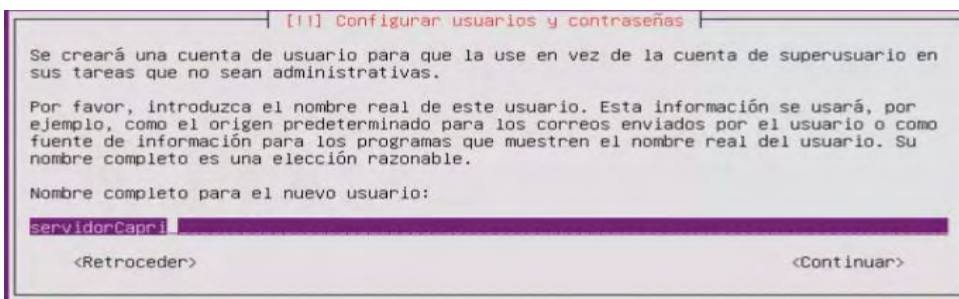 [!!] Configurar usuarios y contraseñas
Se creará una cuenta de usuario para que la use en vez de la cuenta de superusuario en
sus tareas que no sean administrativas.
Por favor, introduzca el nombre real de este usuario. Esta información se usará, por
ejemplo, como el origen predeterminado para los correos enviados por el usuario o como
fuente de información para los programas que muestren el nombre real del usuario. Su
nombre completo es una elección razonable.
Nombre completo para el nuevo usuario:
servidorCapri
<Retroceder> <Continuar>